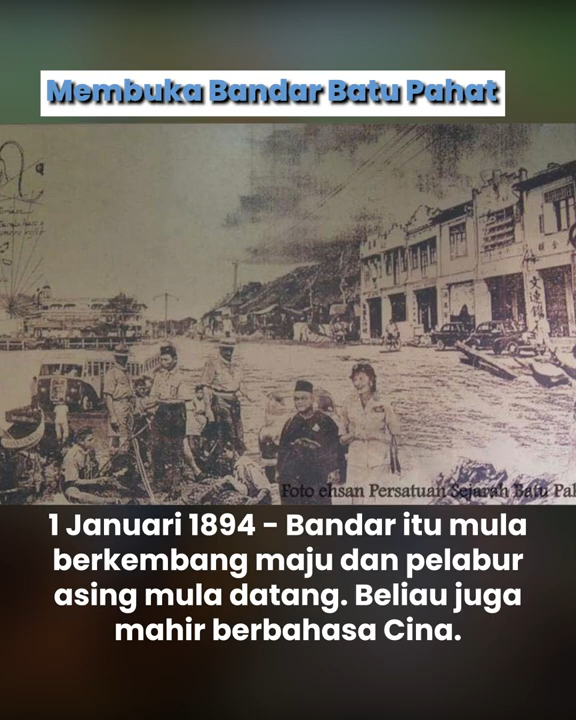 Membuka Bandar Batu Pahat
Foto ehsan Persatuan Sejarah Batu Pah
1 Januari 1894 - Bandar itu mula
berkembang maju dan pelabur
asing mula datang. Beliau juga
mahir berbahasa Cina.